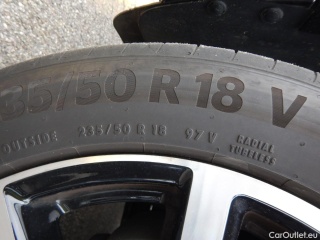 35/50 R 18 V
OUTSIDE 235/50 R 18 97 V RADIAL TUBELESS
CarOutlet.eu